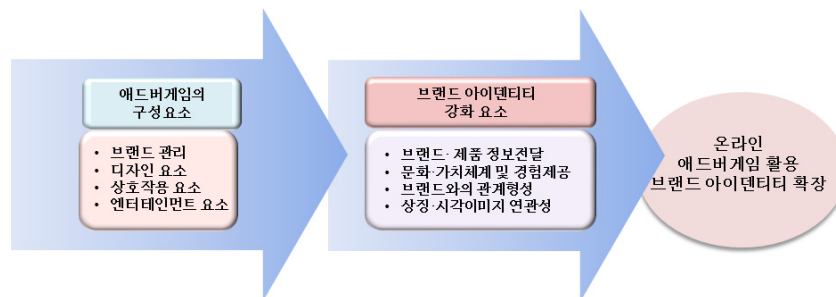 애드버게임의
구성요소
• 브랜드 관리
• 디자인 요소
• 상호작용 요소
• 엔터테인먼트 요소
브랜드 아이덴티티
강화 요소
• 브랜드· 제품 정보전달
• 문화·가치체계 및 경험제공
• 브랜드와의 관계형성
• 상징·시각이미지 연관성
온라인
애드버게임 활용
브랜드 아이덴티티 확장